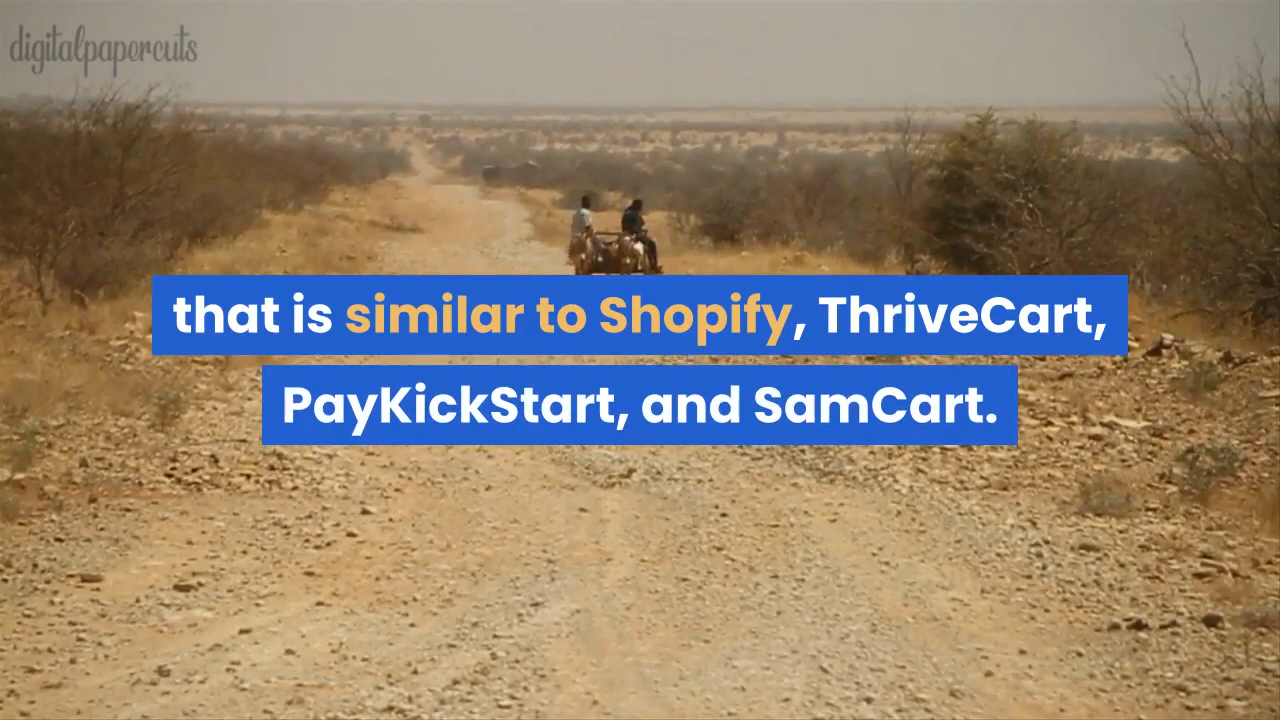 digitalpapercuts
that is similar to Shopify, ThriveCart,
PayKickStart, and SamCart.